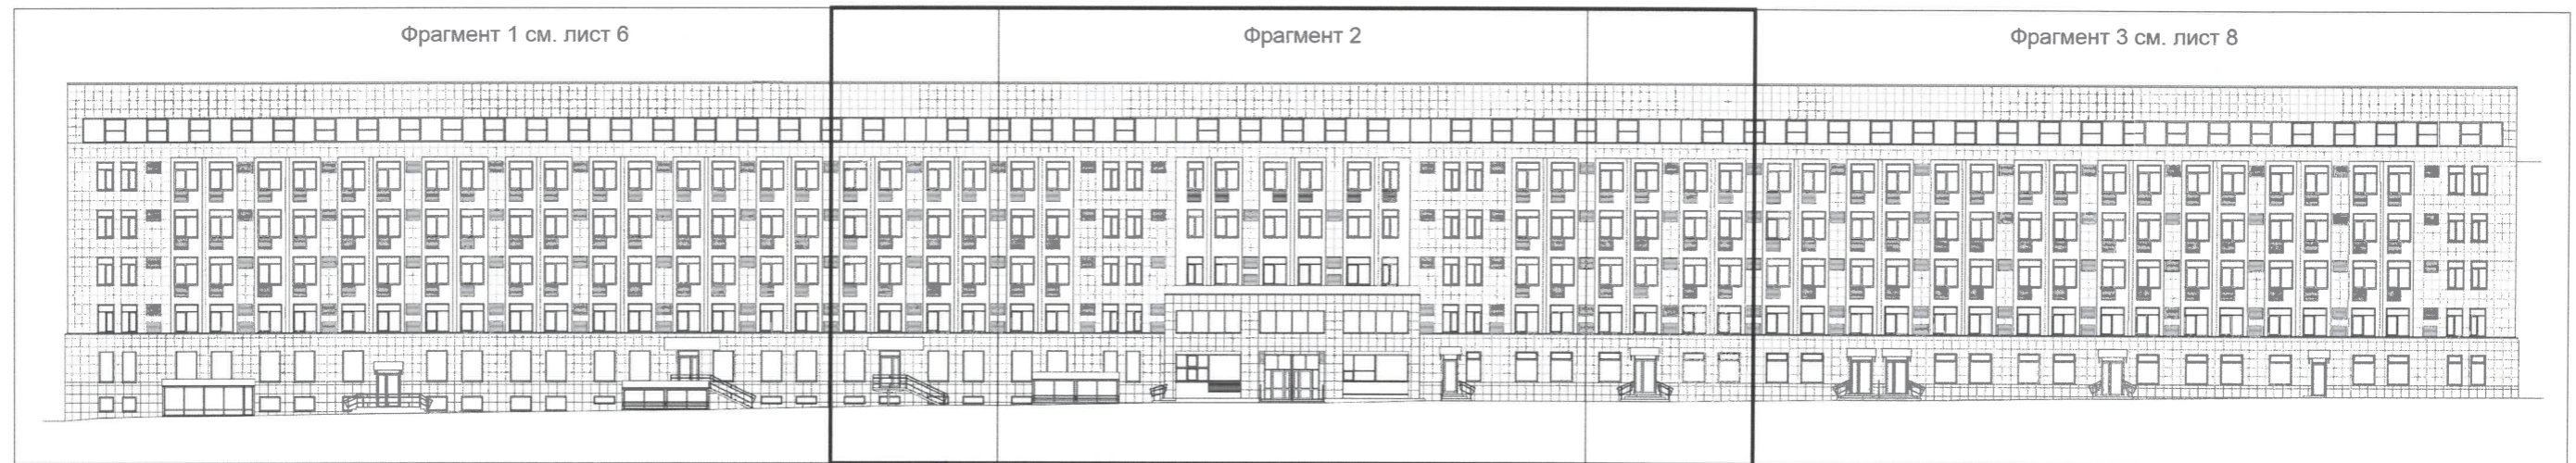 Фрагмент 1 см. лист 6
Фрагмент 2
Фрагмент 3 см. лист 8